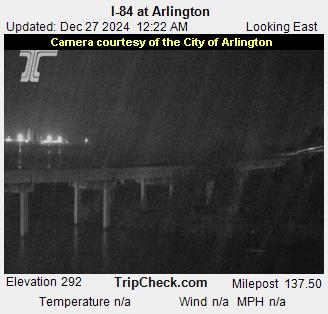 I-84 at Arlington
Updated: Dec 27 2024 12:22 AM Looking East
Camera courtesy of the City of Arlington
Elevation 292 TripCheck.com Milepost 137.50
Temperature n/a Wind n/a MPH n/a